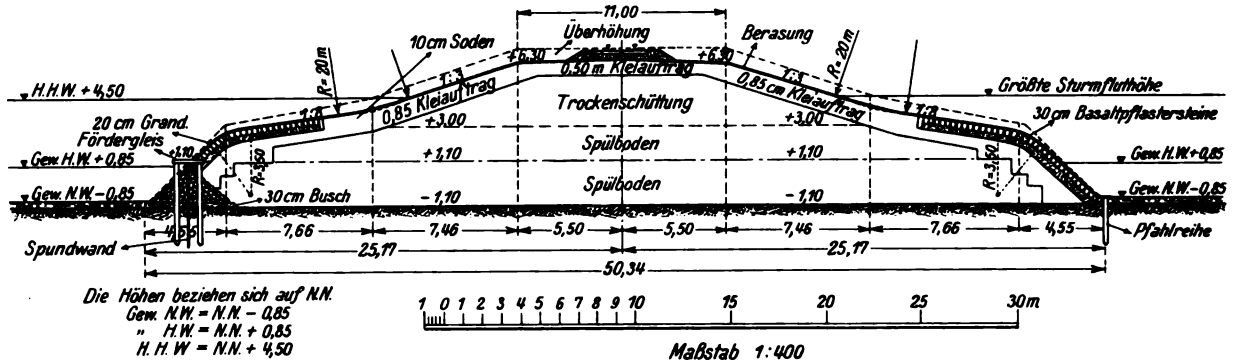 11,00
Überhöhung
Berasung
10cm Soden
+6,30
+6,30
R=20m
R=20m
0,50 m Kleiauftrag
1:3
1:3
0,85 Kleiauftrag
0,85 cm Kleiauftrag
H.H.W. + 4,50
Größte Sturmfluthöhe
Trockenschüttung
1:8
1:8
20 cm Grand.
Fördergleis
30 cm Basaltpflastersteine
+3,00
+3,00
Spülboden
+1,10
Gew. H.W. + 0,85
+1,10
+1,10
Gew. H.W. + 0,85
R=3,50
R=3,50
Spülboden
Gew. N.W. – 0,85
Gew. N.W. – 0,85
30 cm Busch
–1,10
–1,10
4,55
7,66
7,46
5,50
5,50
7,46
7,66
4,55
Spundwand
Pfahlreihe
25,17
25,17
50,34
Die Höhen beziehen sich auf N.N.
Gew. N.W. = N.N. – 0,85
„ H.W. = N.N. + 0,85
H. H. W = N.N. + 4,50
1 0 1 2 3 4 5 6 7 8 9 10 15 20 25 30 m
Maßstab 1:400